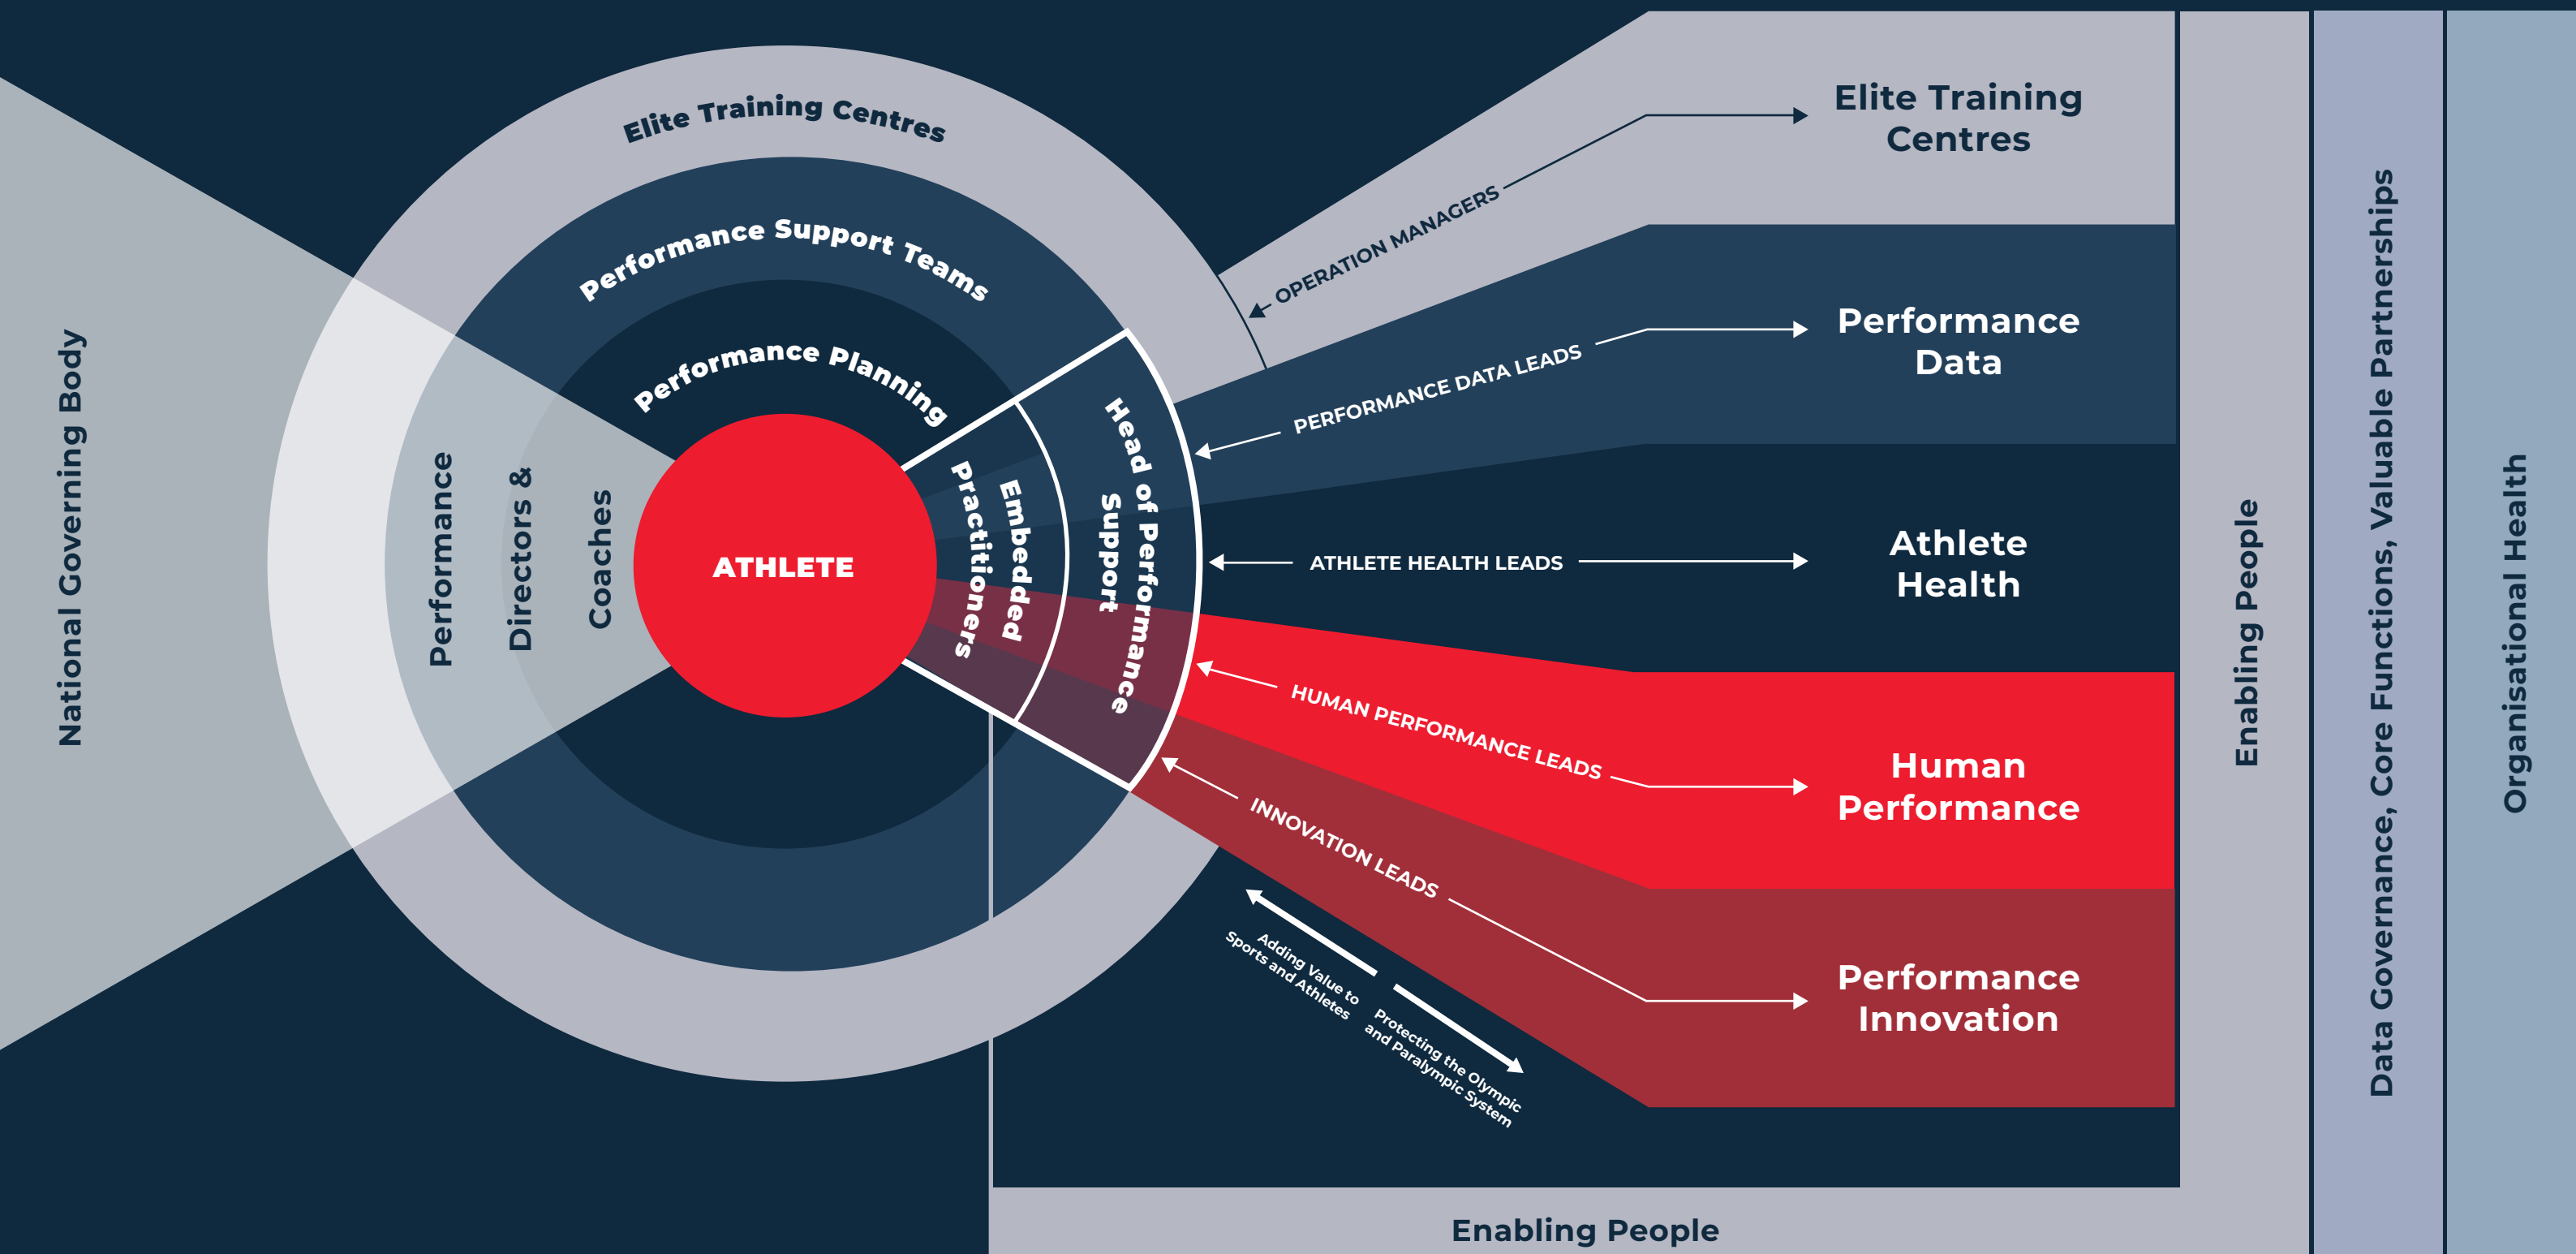 National Governing Body
Performance
Directors &
Coaches
Elite Training Centres
Performance Support Teams
Performance Planning
ATHLETE
Embedded
Practitioners
Head of Performance
Support
OPERATION MANAGERS
PERFORMANCE DATA LEADS
ATHLETE HEALTH LEADS
HUMAN PERFORMANCE LEADS
INNOVATION LEADS
Adding Value to
Sports and Athletes
Protecting the Olympic
and Paralympic System
Elite Training
Centres
Performance
Data
Athlete
Health
Human
Performance
Performance
Innovation
Enabling People
Enabling People
Data Governance, Core Functions, Valuable Partnerships
Organisational Health